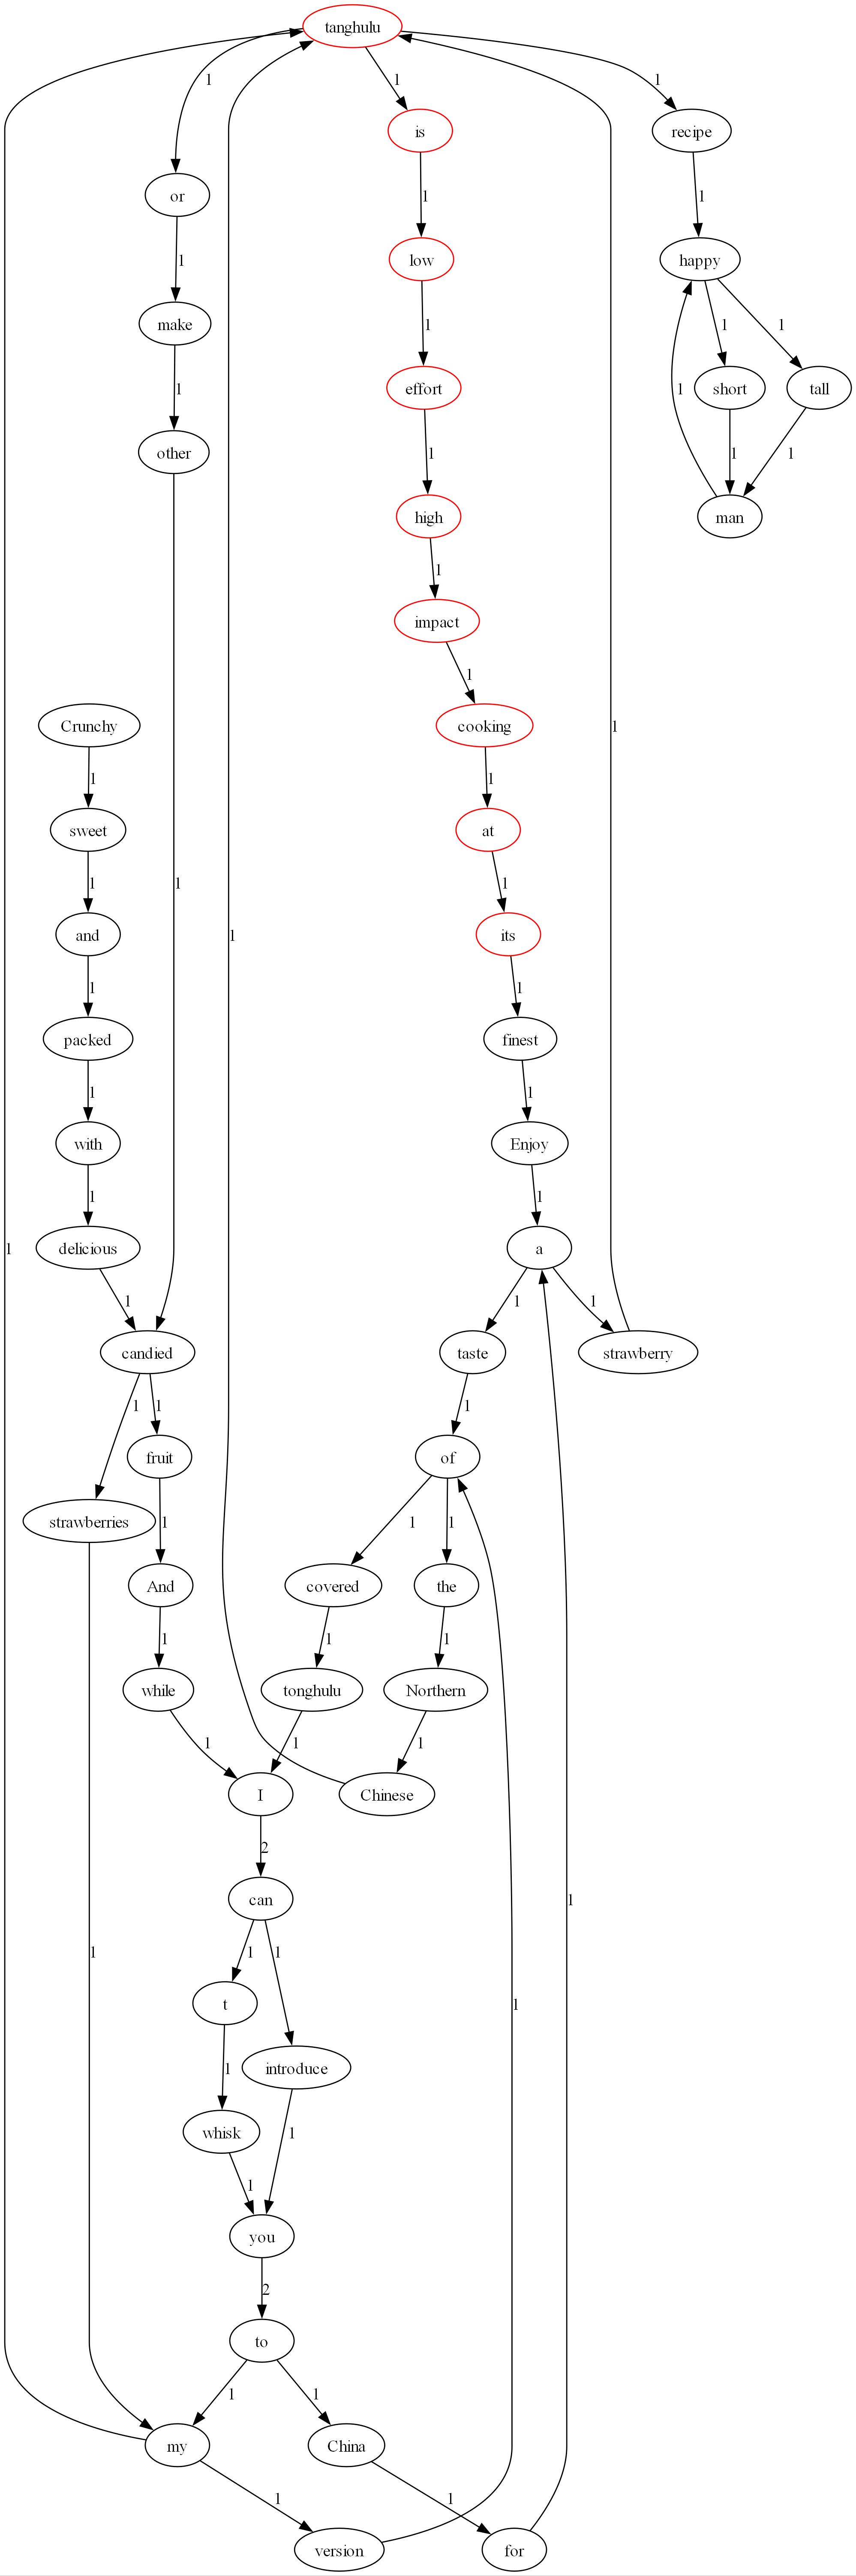 tanghulu
1
1
1
is
recipe
or
1
1
1
low
happy
make
1
1
1
1
1
effort
short
tall
other
1
1
1
high
man
1
impact
1
Crunchy
cooking
1
1
1
sweet
at
1
1
1
and
its
1
1
1
packed
finest
1
1
with
Enjoy
1
1
delicious
a
1
1
1
1
candied
taste
strawberry
1
1
1
fruit
of
strawberries
1
1
1
And
covered
the
1
1
1
while
tonghulu
Northern
1
1
1
I
Chinese
2
can
1
1
1
1
t
1
1
introduce
whisk
1
1
you
2
to
1
1
my
China
1
1
version
for